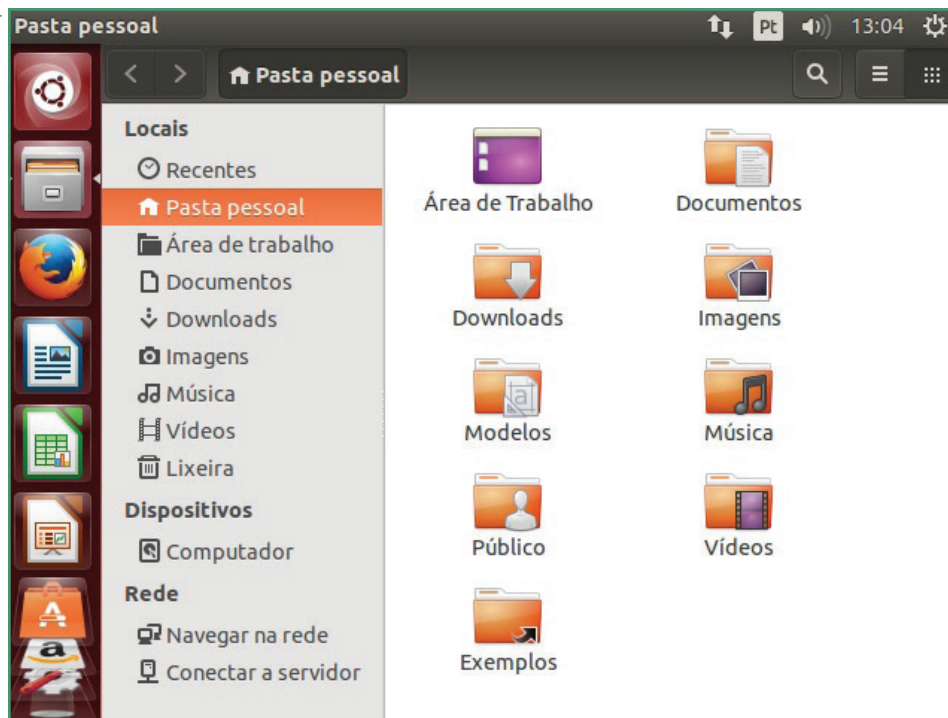 Pasta pessoal
Pt 13:04
Pasta pessoal
Locais
Recentes
Pasta pessoal
Área de trabalho
Documentos
Downloads
Imagens
Música
Vídeos
Lixeira
Dispositivos
Computador
Rede
Navegar na rede
Conectar a servidor
Área de Trabalho
Documentos
Downloads
Imagens
Modelos
Música
Público
Vídeos
Exemplos